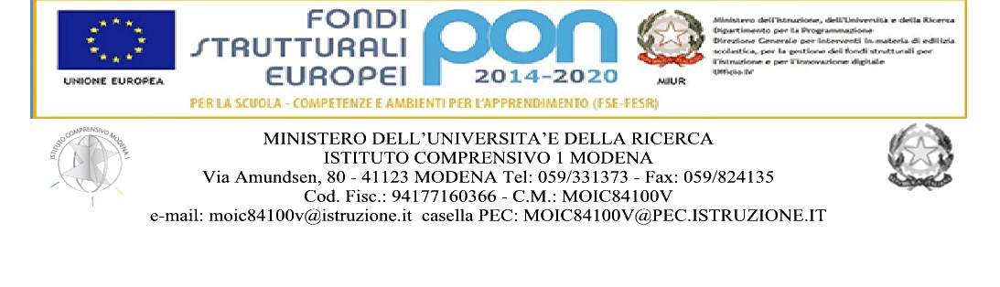 FONDI
STRUTTURALI
EUROPEI
pon
2014-2020
UNIONE EUROPEA
MIUR
Ministero dell'Istruzione, dell'Università e della Ricerca
Dipartimento per la Programmazione
Direzione Generale per interventi in materia di edilizia
scolastica, per la gestione dei fondi strutturali per
l'istruzione e per l'innovazione digitale
Ufficio IV
PER LA SCUOLA - COMPETENZE E AMBIENTI PER L'APPRENDIMENTO (FSE-FESR)
ISTITUTO COMPRENSIVO MODENA 1
MINISTERO DELL'UNIVERSITA'E DELLA RICERCA
ISTITUTO COMPRENSIVO 1 MODENA
Via Amundsen, 80 - 41123 MODENA Tel: 059/331373 - Fax: 059/824135
Cod. Fisc.: 94177160366 - C.M.: MOIC84100V
e-mail: moic84100v@istruzione.it casella PEC: MOIC84100V@PEC.ISTRUZIONE.IT